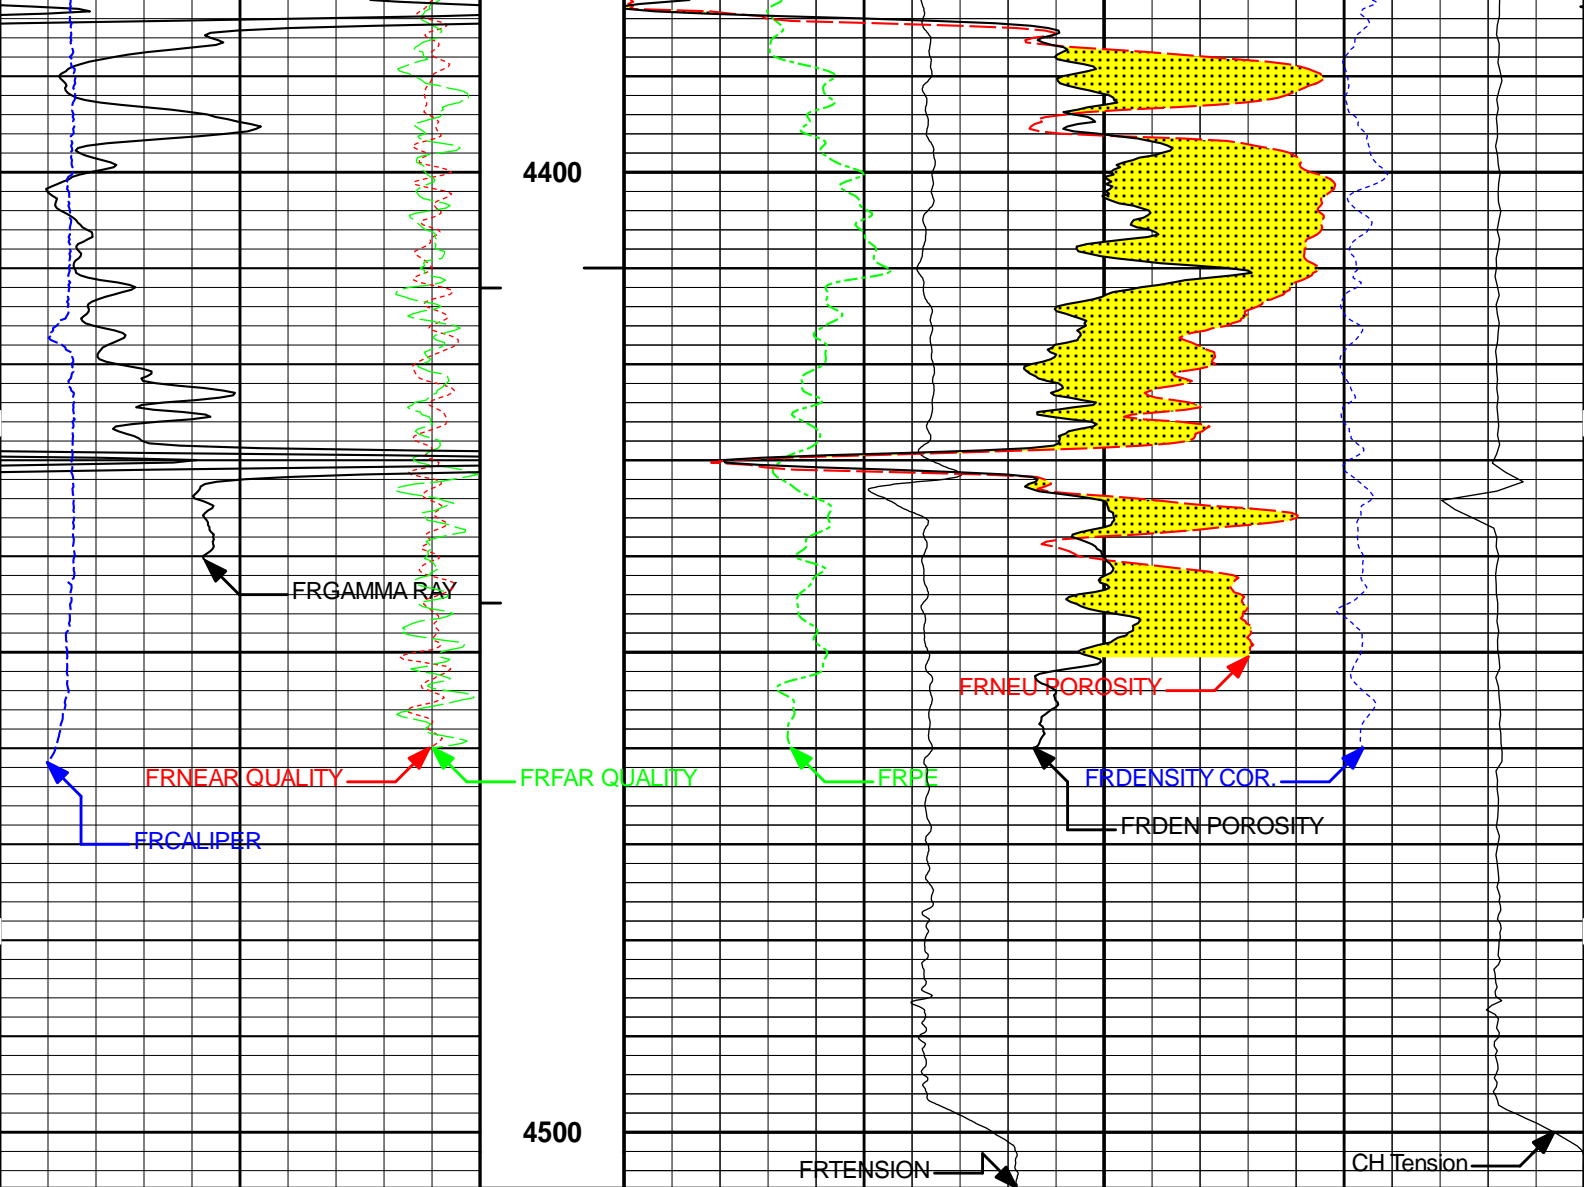 4400
FRGAMMA RAY
FRNEU POROSITY
FRNEAR QUALITY
FRFAR QUALITY
FRPE
FRDENSITY COR.
FRDEN POROSITY
FRCALIPER
4500
FRTENSION
CH Tension